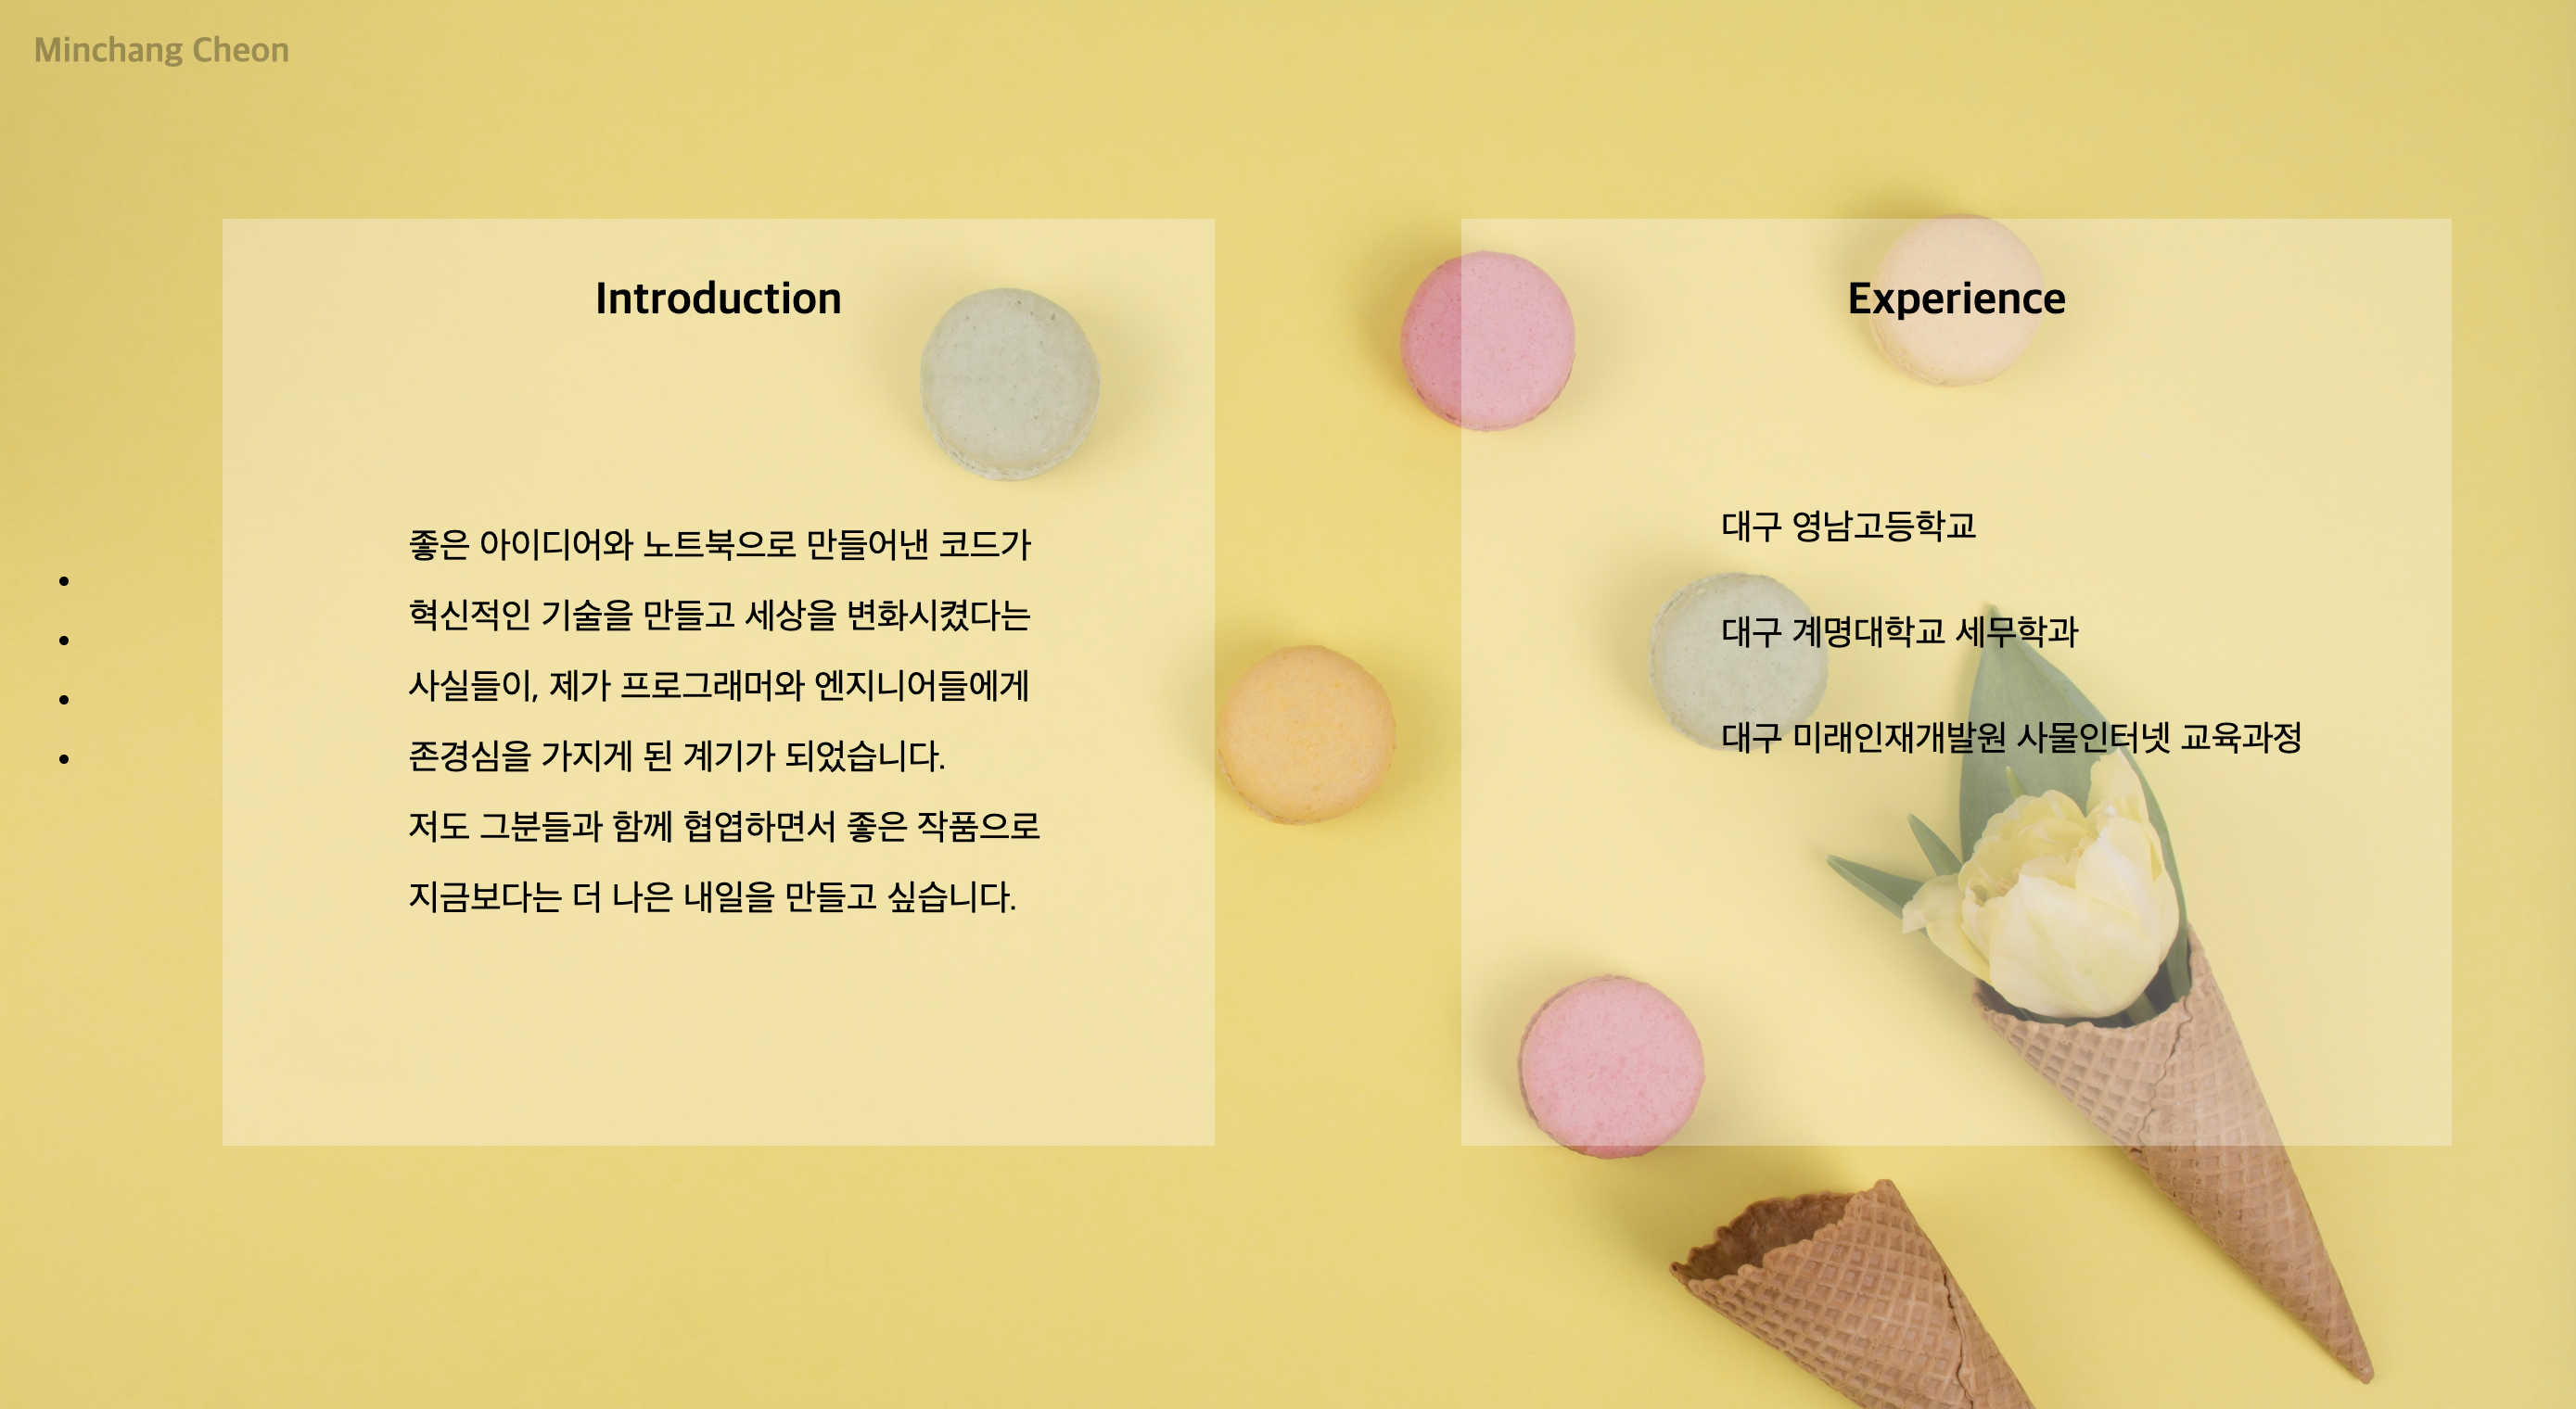 Minchang Cheon
Introduction
좋은 아이디어와 노트북으로 만들어낸 코드가
혁신적인 기술을 만들고 세상을 변화시켰다는
사실들이, 제가 프로그래머와 엔지니어들에게
존경심을 가지게 된 계기가 되었습니다.
저도 그분들과 함께 협엽하면서 좋은 작품으로
지금보다는 더 나은 내일을 만들고 싶습니다.
Experience
대구 영남고등학교
대구 계명대학교 세무학과
대구 미래인재개발원 사물인터넷 교육과정